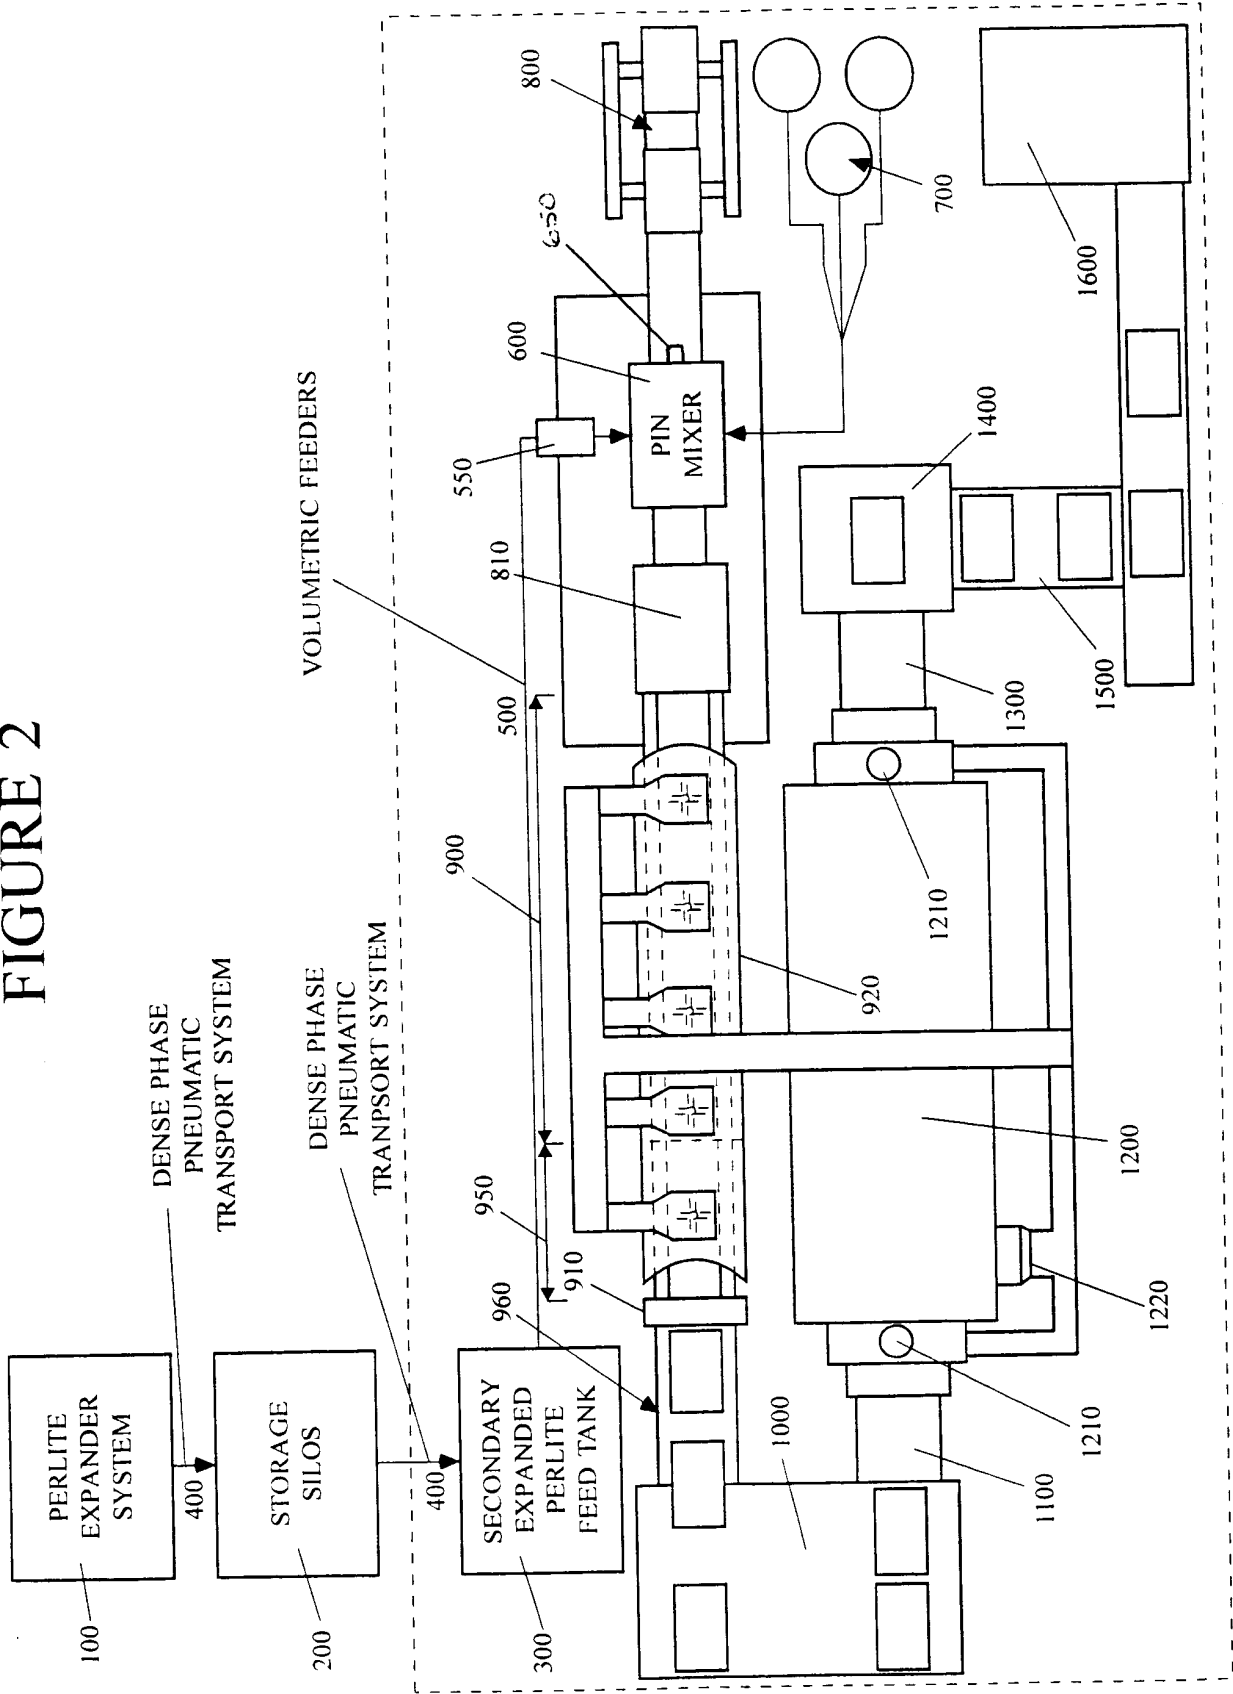 FIGURE 2
PERLITE
EXPANDER
SYSTEM
100
DENSE PHASE
PNEUMATIC
TRANSPORT SYSTEM
400
STORAGE
SILOS
200
DENSE PHASE
PNEUMATIC
TRANPSORT SYSTEM
400
SECONDARY
EXPANDED
PERLITE
FEED TANK
300
VOLUMETRIC FEEDERS
500
550
600
650
PIN
MIXER
800
700
810
900
950
910
960
920
1000
1100
1210
1220
1200
1210
1300
1400
1500
1600